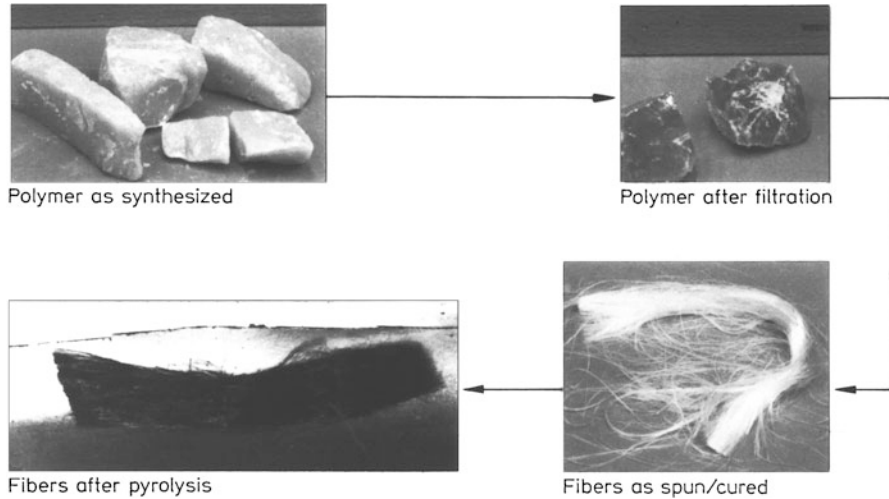 Polymer as synthesized
Polymer after filtration
Fibers as spun/cured
Fibers after pyrolysis